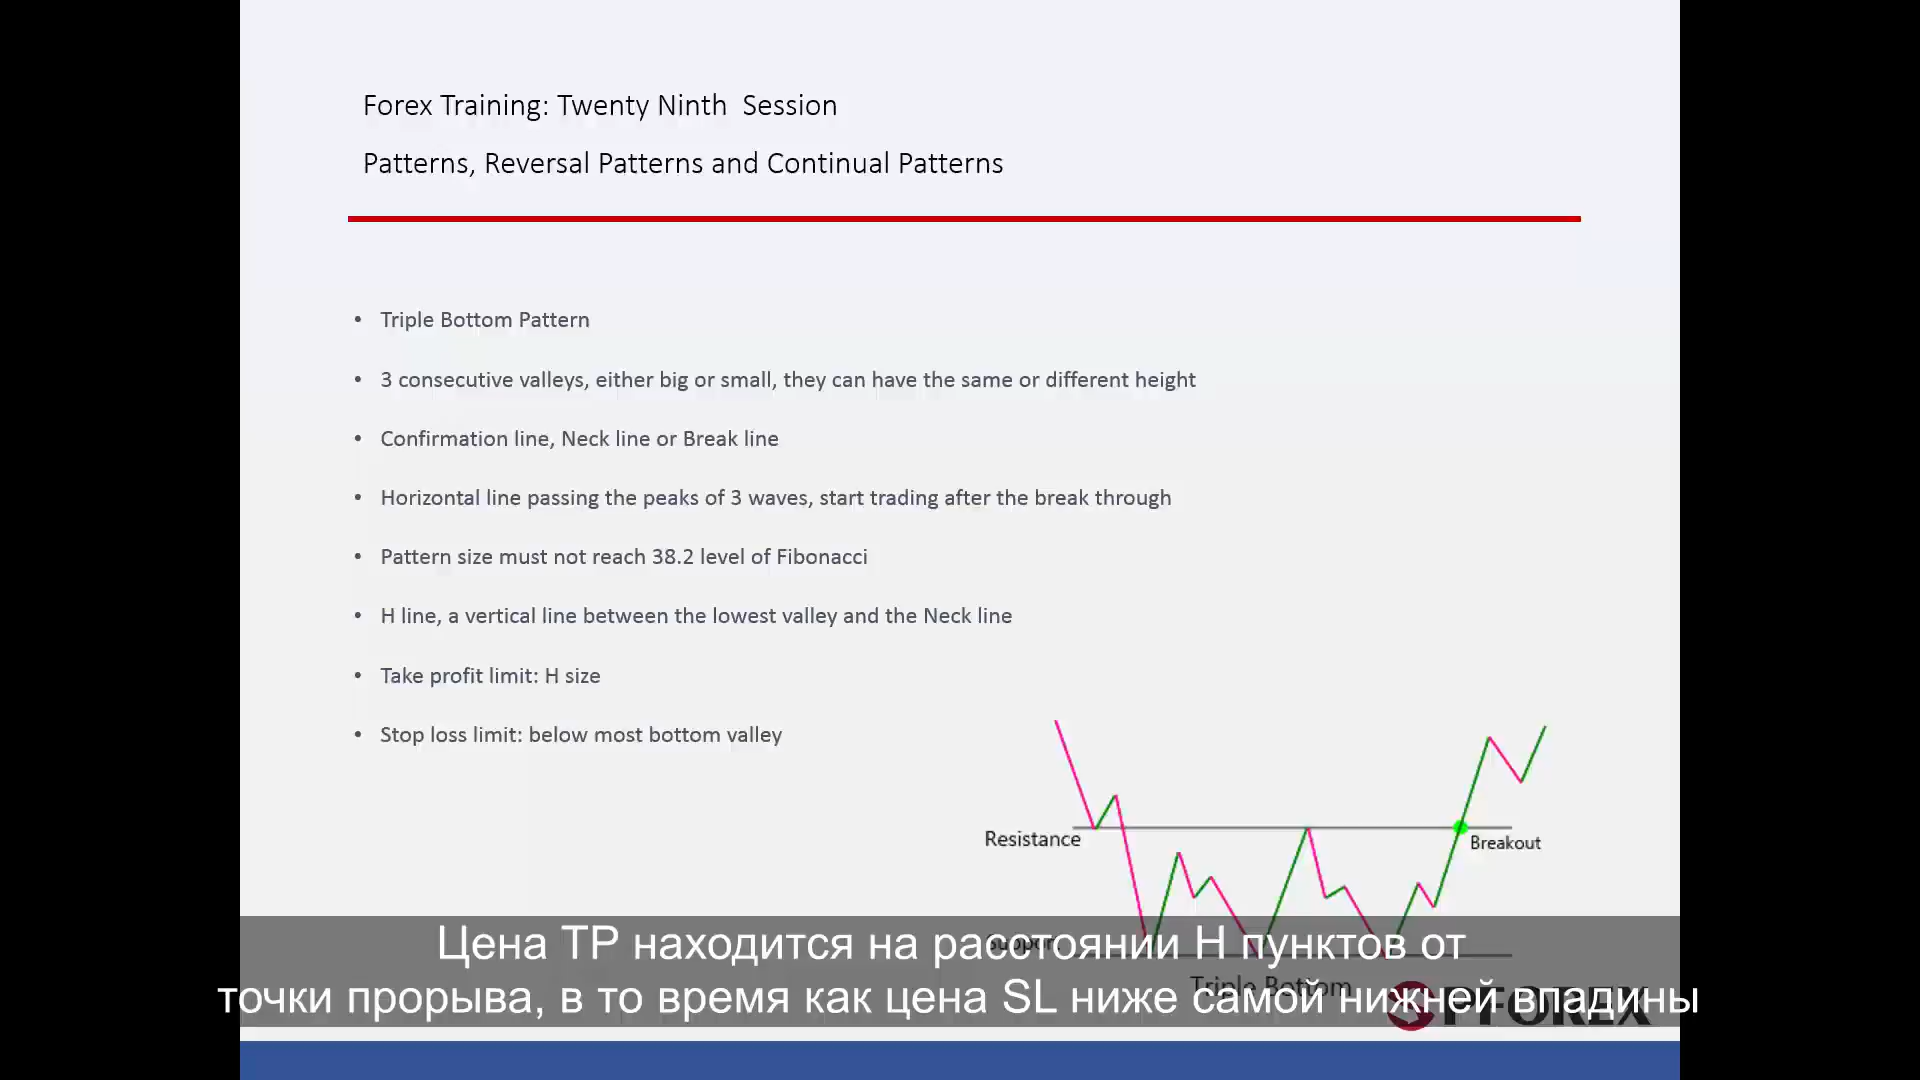 Forex Training: Twenty Ninth Session
Patterns, Reversal Patterns and Continual Patterns
• Triple Bottom Pattern
• 3 consecutive valleys, either big or small, they can have the same or different height
• Confirmation line, Neck line or Break line
• Horizontal line passing the peaks of 3 waves, start trading after the break through
• Pattern size must not reach 38.2 level of Fibonacci
• H line, a vertical line between the lowest valley and the Neck line
• Take profit limit: H size
• Stop loss limit: below most bottom valley
Resistance
Breakout
Support
Triple Bottom
PFOREX
Цена TP находится на расстоянии H пунктов от
точки прорыва, в то время как цена SL ниже самой нижней впадины